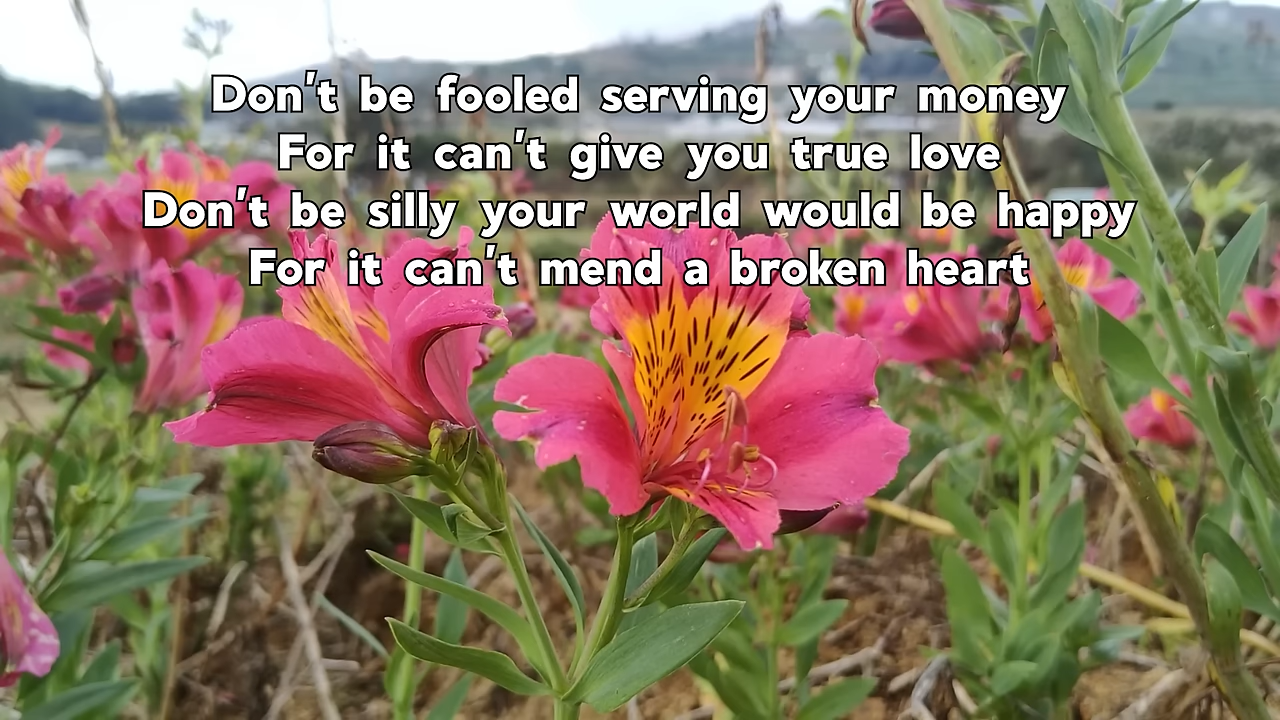 Don't be fooled serving your money
For it can't give you true love
Don't be silly your world would be happy
For it can't mend a broken heart